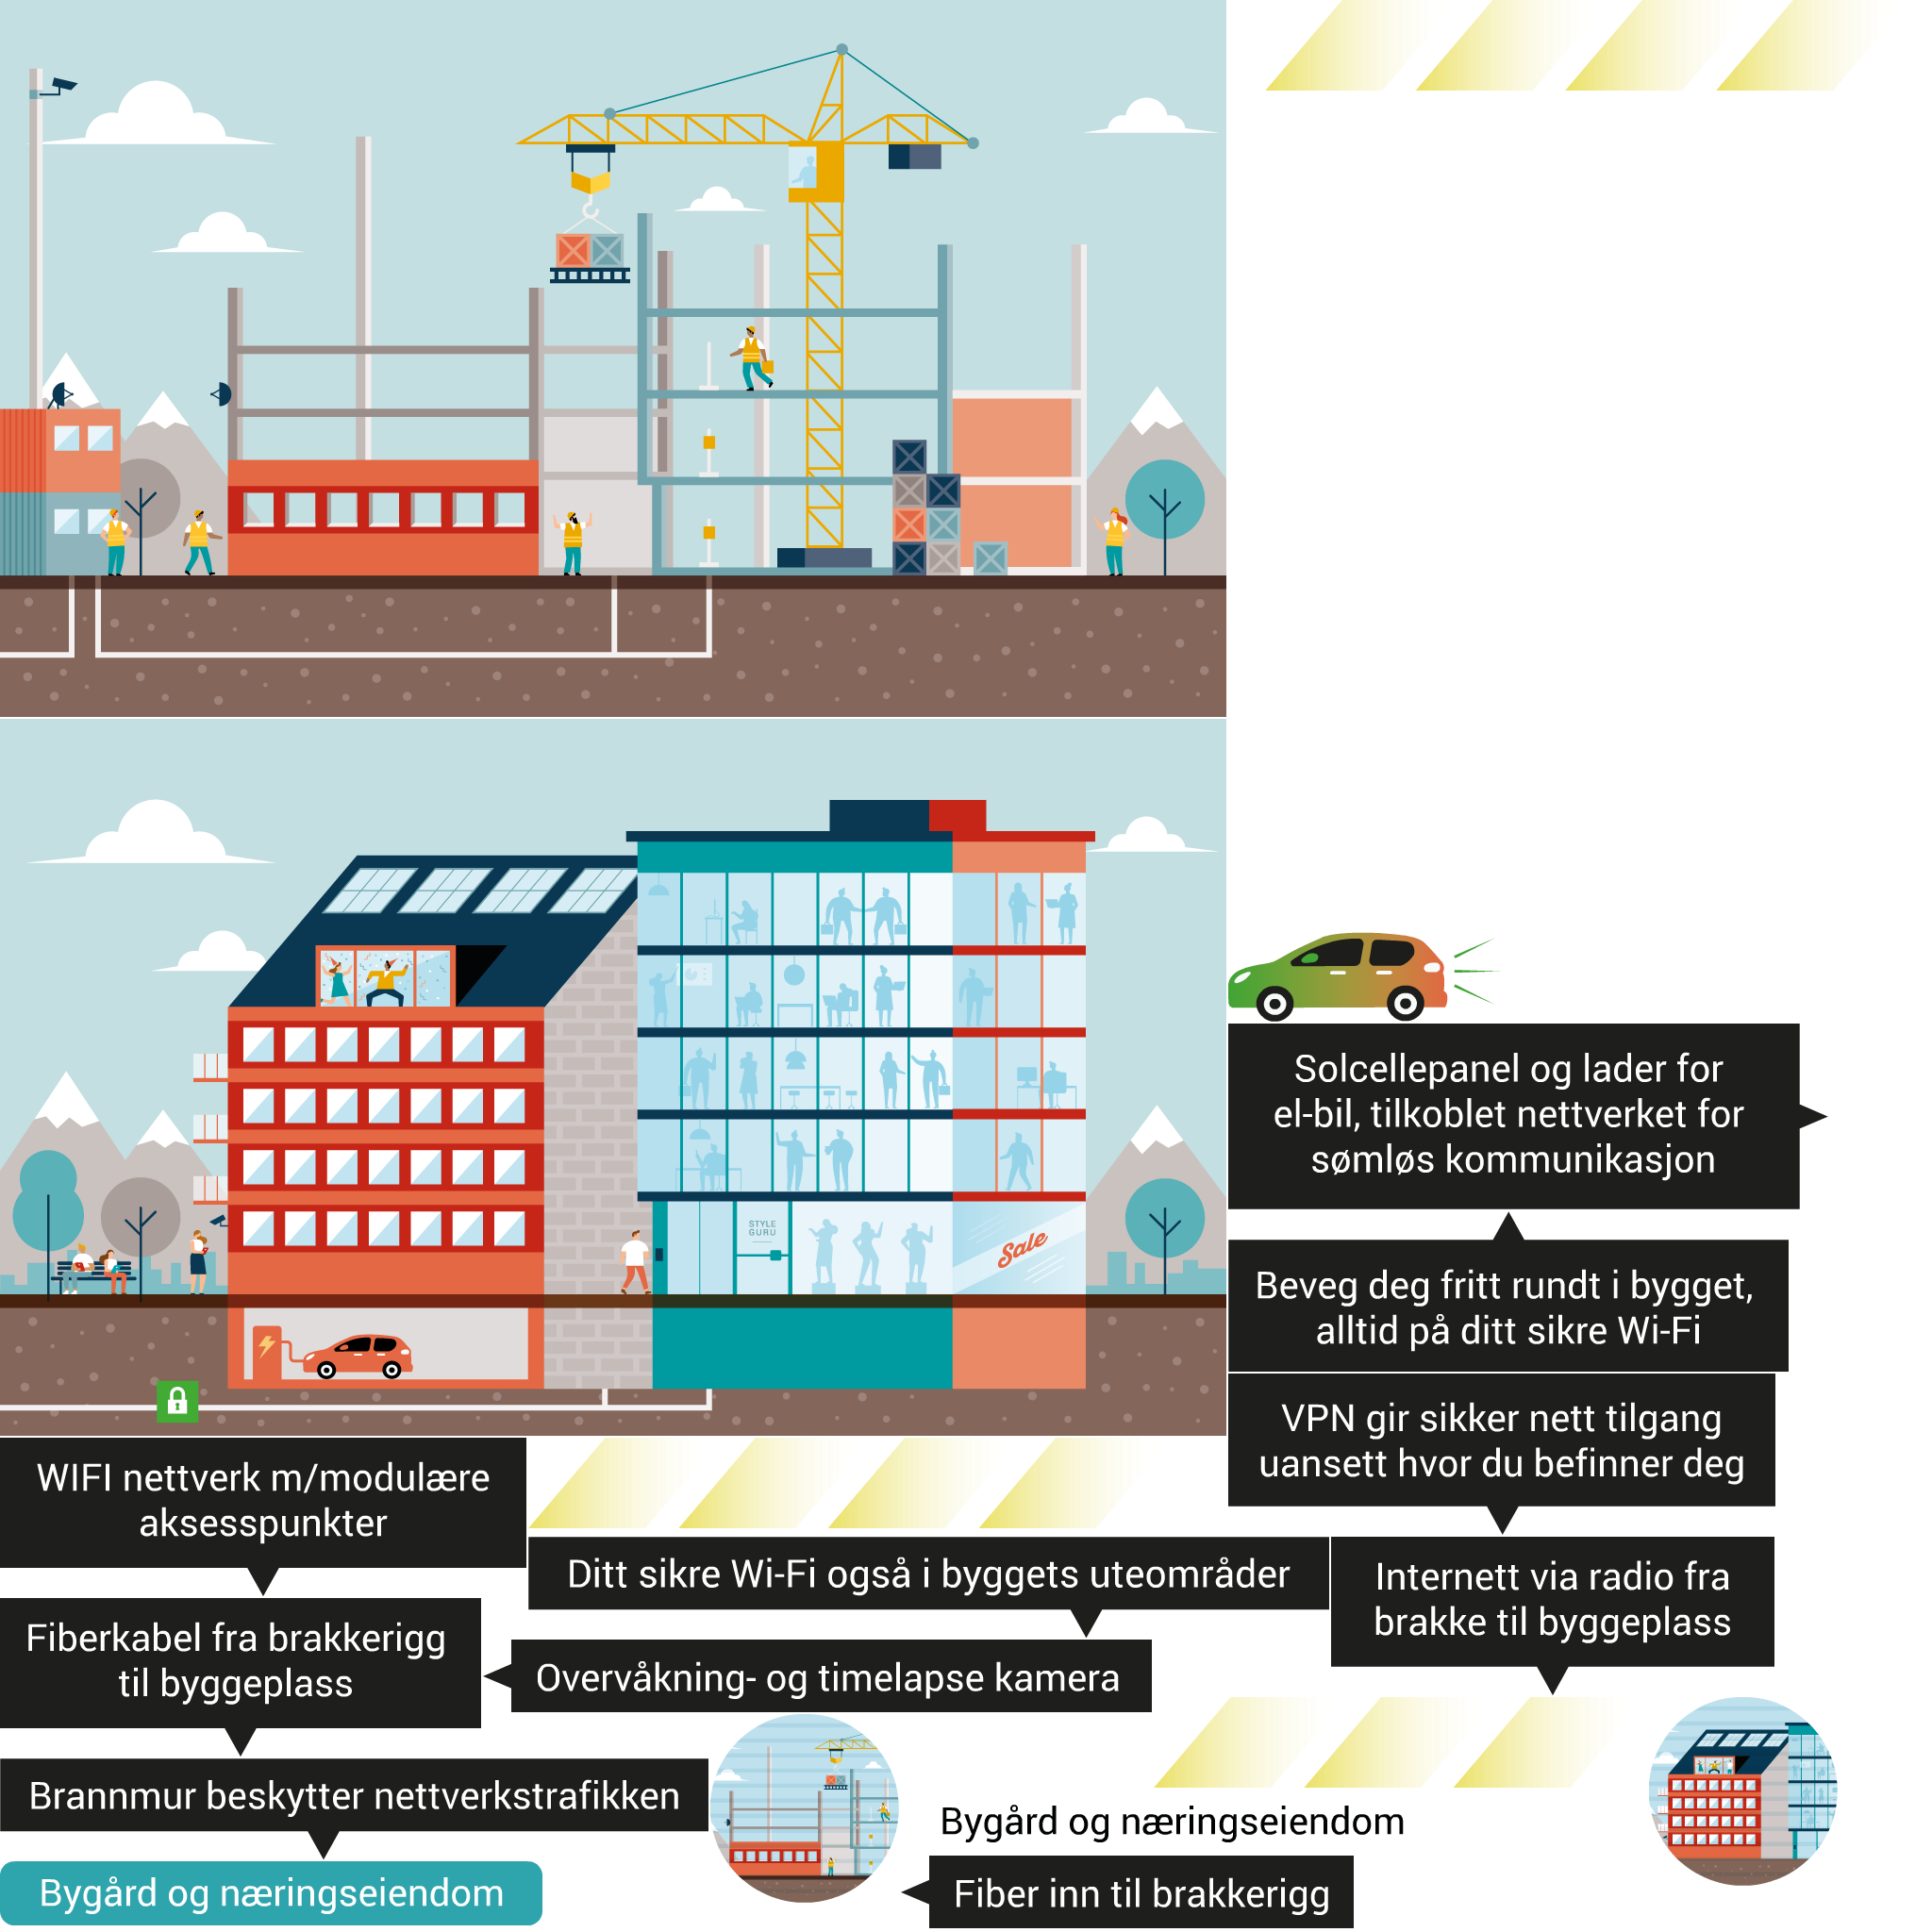 STYLE
GURU
Sale
Solcellepanel og lader for
el-bil, tilkoblet nettverket for
sømløs kommunikasjon
Beveg deg fritt rundt i bygget,
alltid på ditt sikre Wi-Fi
VPN gir sikker nett tilgang
uansett hvor du befinner deg
WIFI nettverk m/modulære
aksesspunkter
Ditt sikre Wi-Fi også i byggets uteområder
Internett via radio fra
brakke til byggeplass
Fiberkabel fra brakkerigg
til byggeplass
Overvåkning- og timelapse kamera
Brannmur beskytter nettverkstrafikken
Bygård og næringseiendom
Bygård og næringseiendom
Fiber inn til brakkerigg